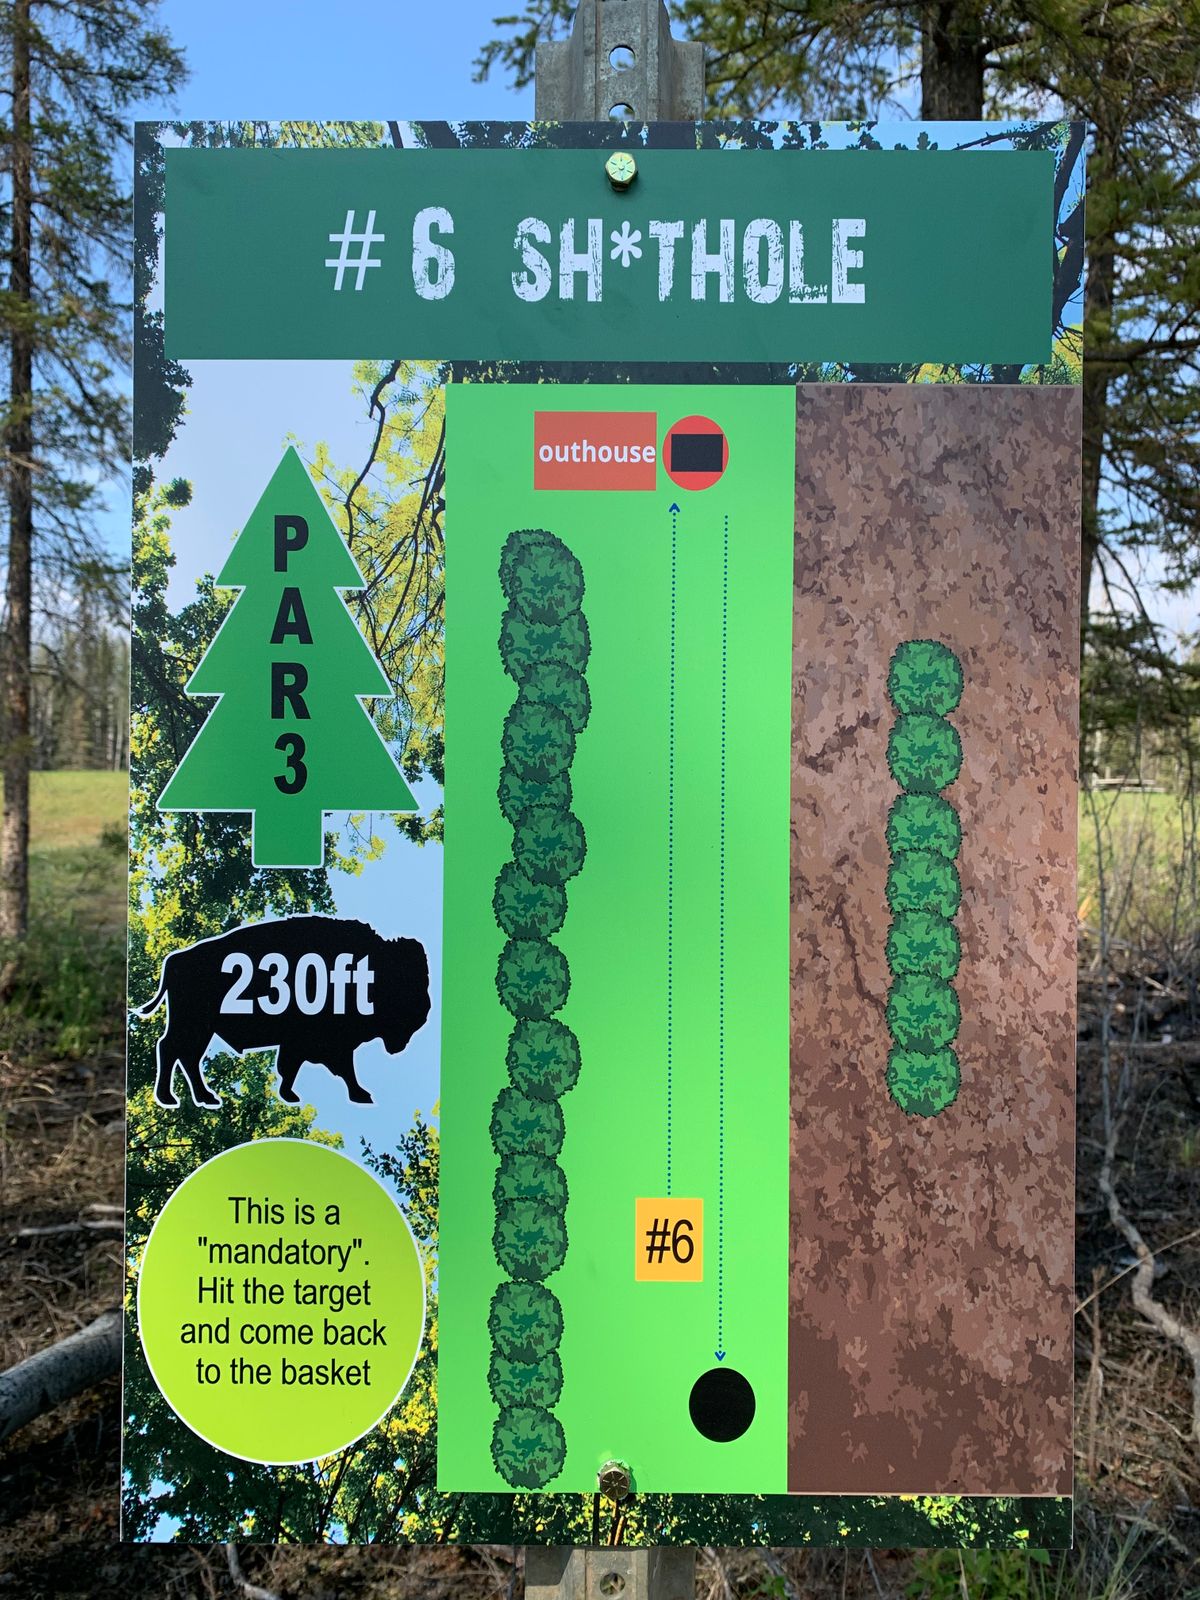 # 6 SH*THOLE
outhouse
P
A
R
3
230ft
This is a
"mandatory".
Hit the target
and come back
to the basket
#6